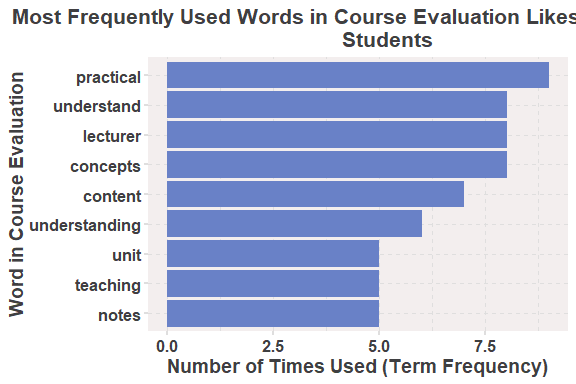 Most Frequently Used Words in Course Evaluation Likes
Students
Word in Course Evaluation
practical
understand
lecturer
concepts
content
understanding
unit
teaching
notes
0.0 2.5 5.0 7.5
Number of Times Used (Term Frequency)